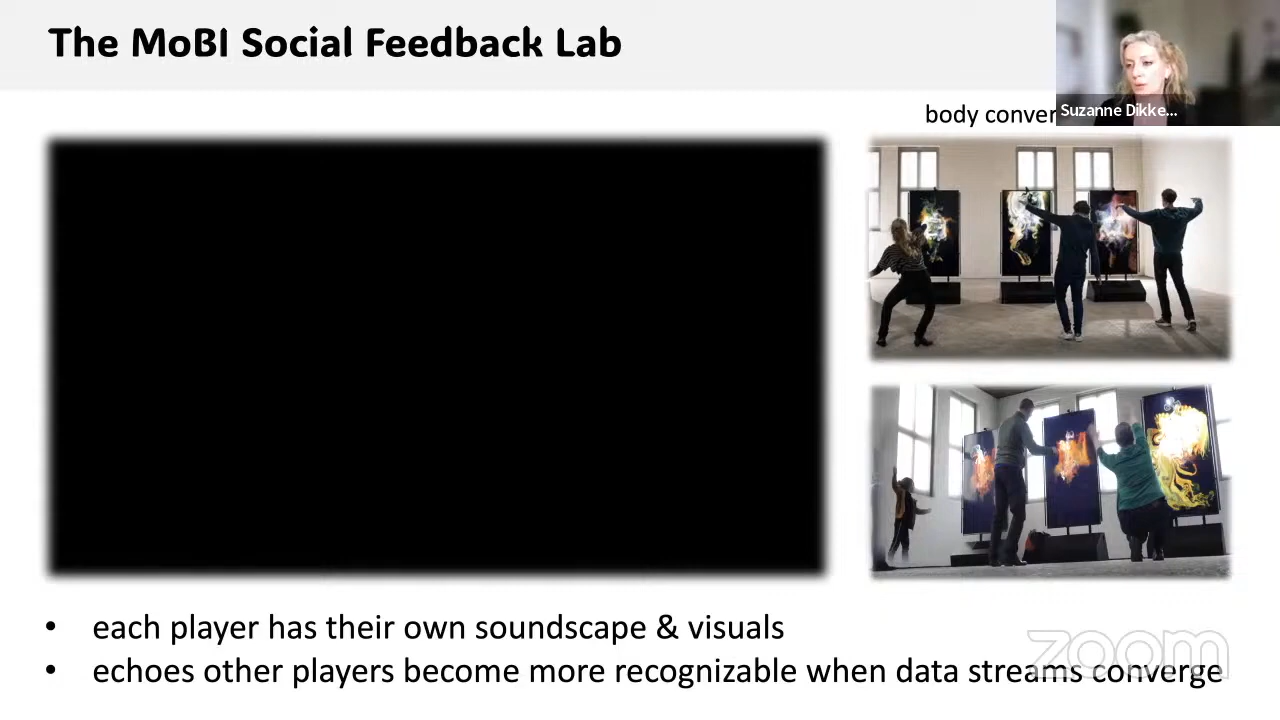 The MoBI Social Feedback Lab
Suzanne Dikke...
body conver
• each player has their own soundscape & visuals
• echoes other players become more recognizable when data streams converge
zoom